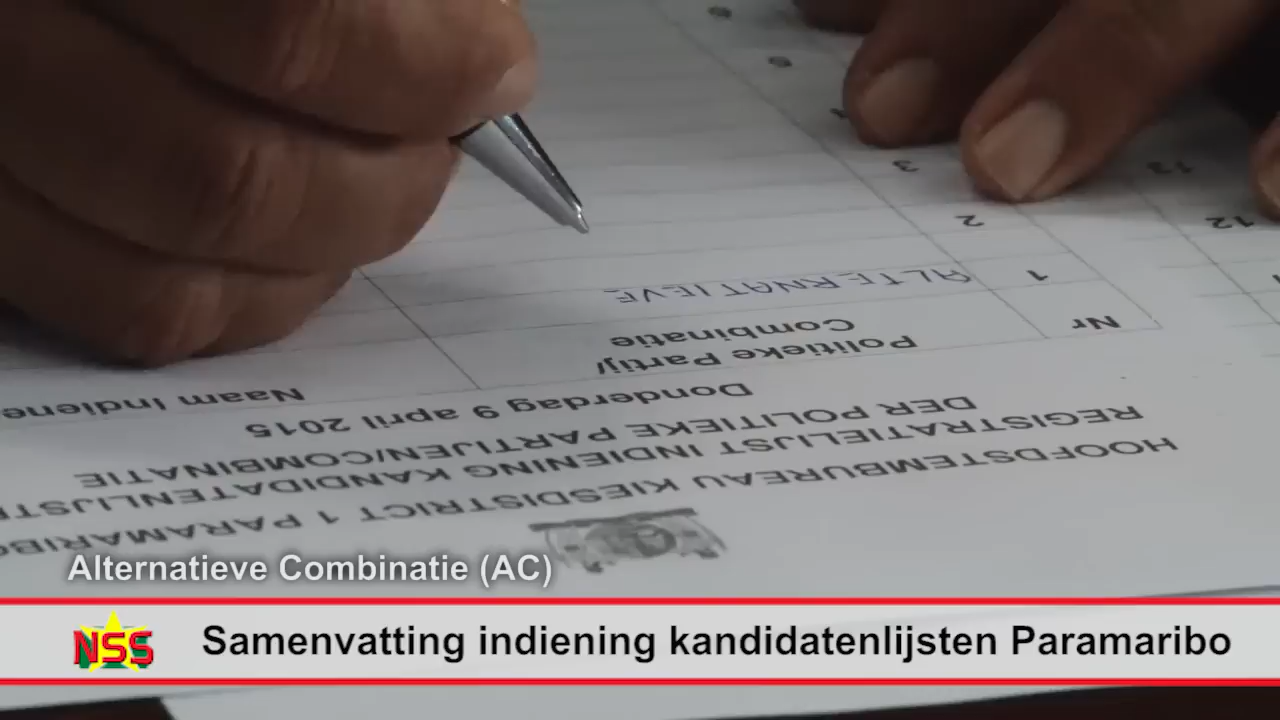 HOOFDSTEMBUREAU KIESDISTRICT 1 PARAMARIBO
REGISTRATIELIJST INDIENING KANDIDATENLIJSTEN
DER POLITIEKE PARTIJEN/COMBINATIE
Donderdag 9 april 2015
Nr Politieke Partij/ Naam Indiene
Combinatie
1 ALTERNATIEVE
2
3
12
13
Alternatieve Combinatie (AC)
NSS Samenvatting indiening kandidatenlijsten Paramaribo